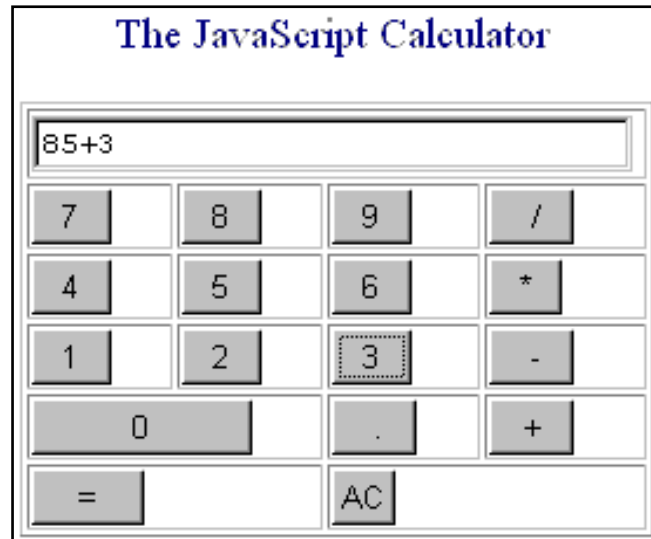 The JavaScript Calculator
85+3
7 8 9 /
4 5 6 *
1 2 3 -
0 . +
= AC